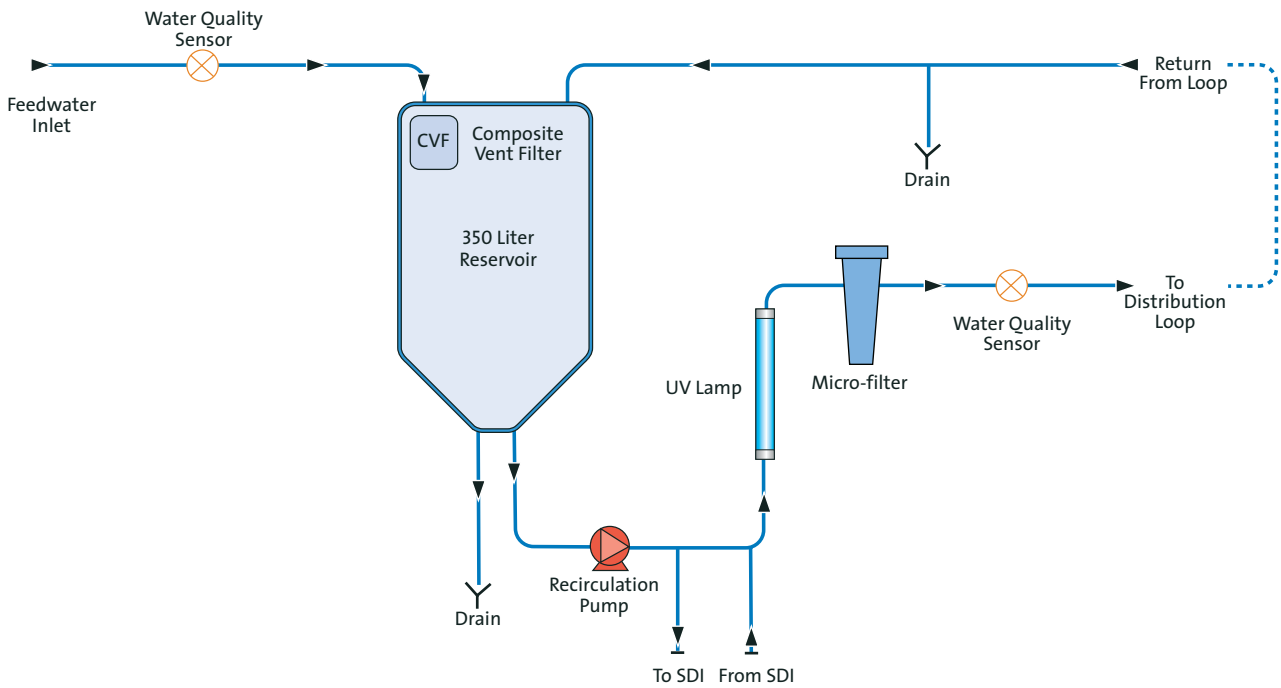 Water Quality
Sensor
Feedwater
Inlet
CVF
Composite
Vent Filter
350 Liter
Reservoir
Return
From Loop
Drain
To
Distribution
Loop
Water Quality
Sensor
Micro-filter
UV Lamp
Recirculation
Pump
Drain
To SDI
From SDI